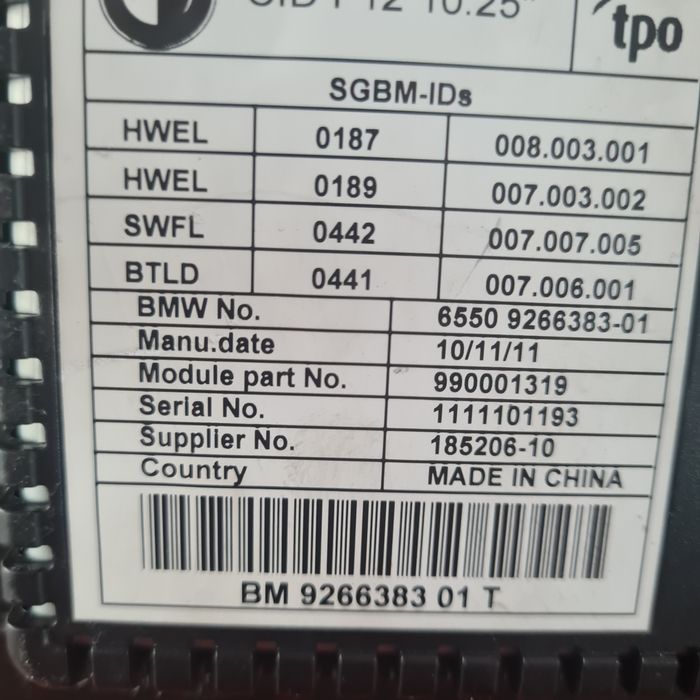 10.25"
tpo
SGBM-IDs
HWEL 0187 008.003.001
HWEL 0189 007.003.002
SWFL 0442 007.007.005
BTLD 0441 007.006.001
BMW No. 6550 9266383-01
Manu.date 10/11/11
Module part No. 990001319
Serial No. 1111101193
Supplier No. 185206-10
Country MADE IN CHINA
BM 9266383 01 T